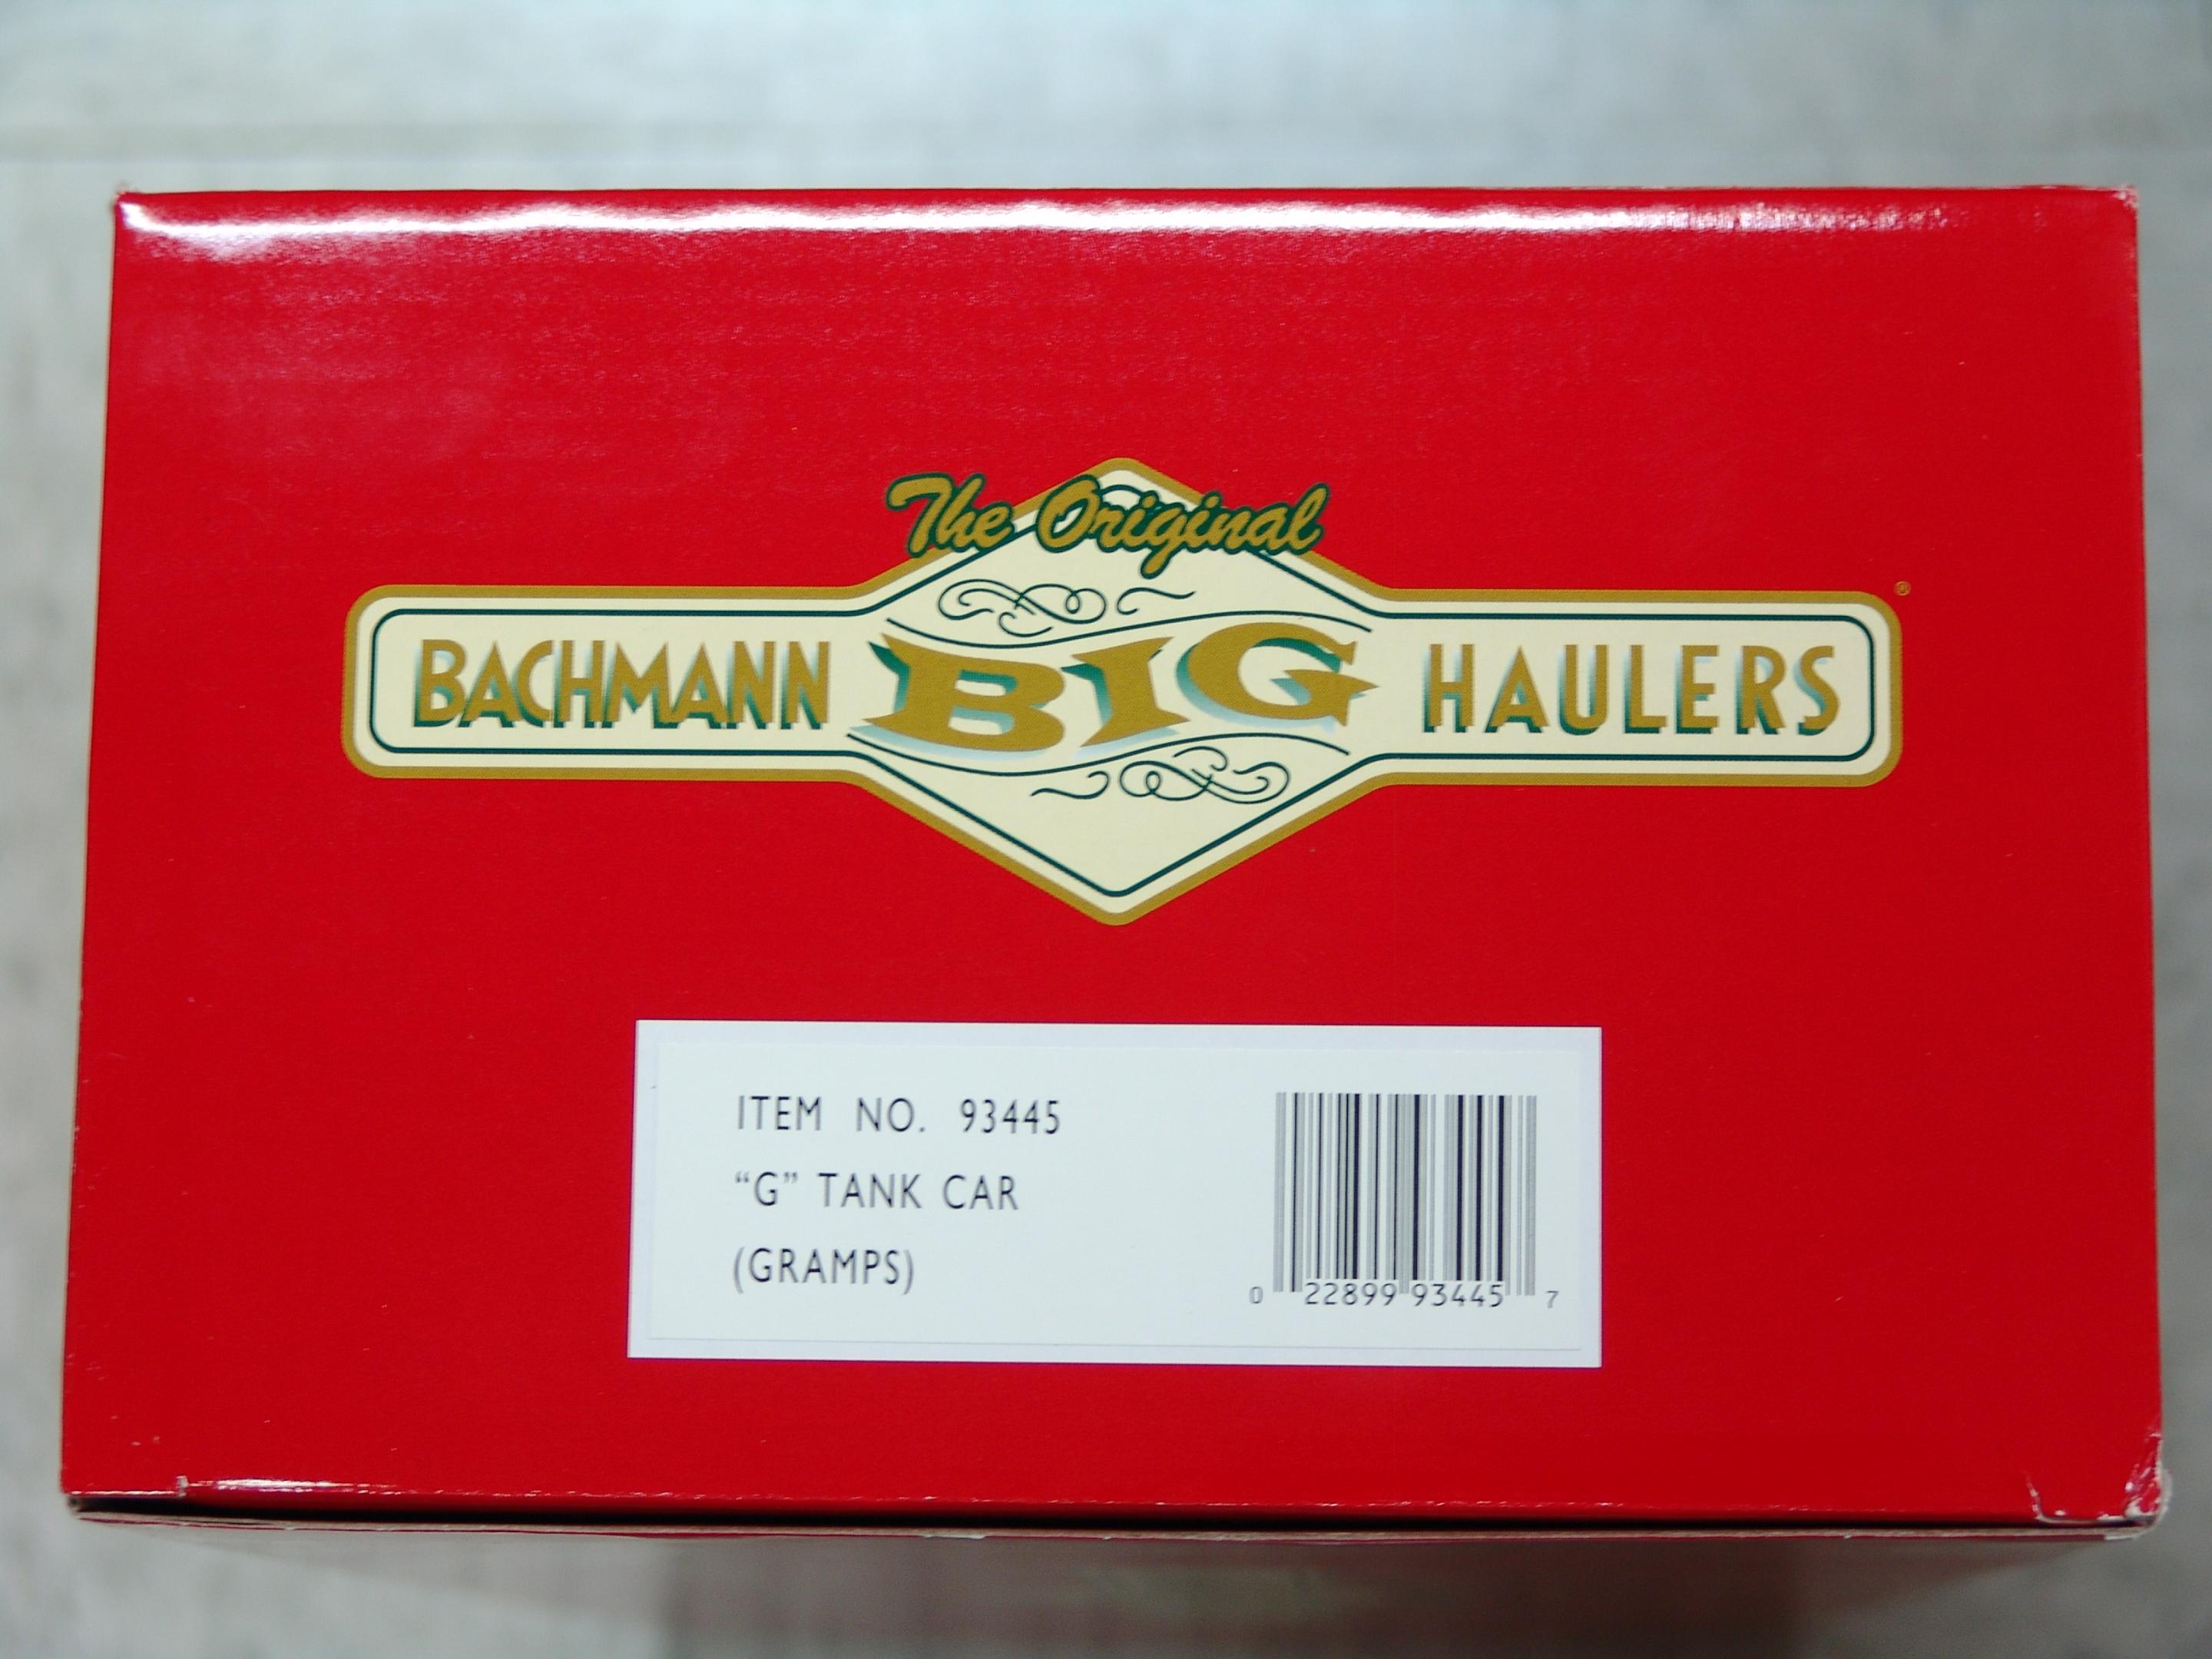 The Original
BACHMANN BIG HAULERS ®
ITEM NO. 93445
“G” TANK CAR
(GRAMPS)
0 22899 93445 7